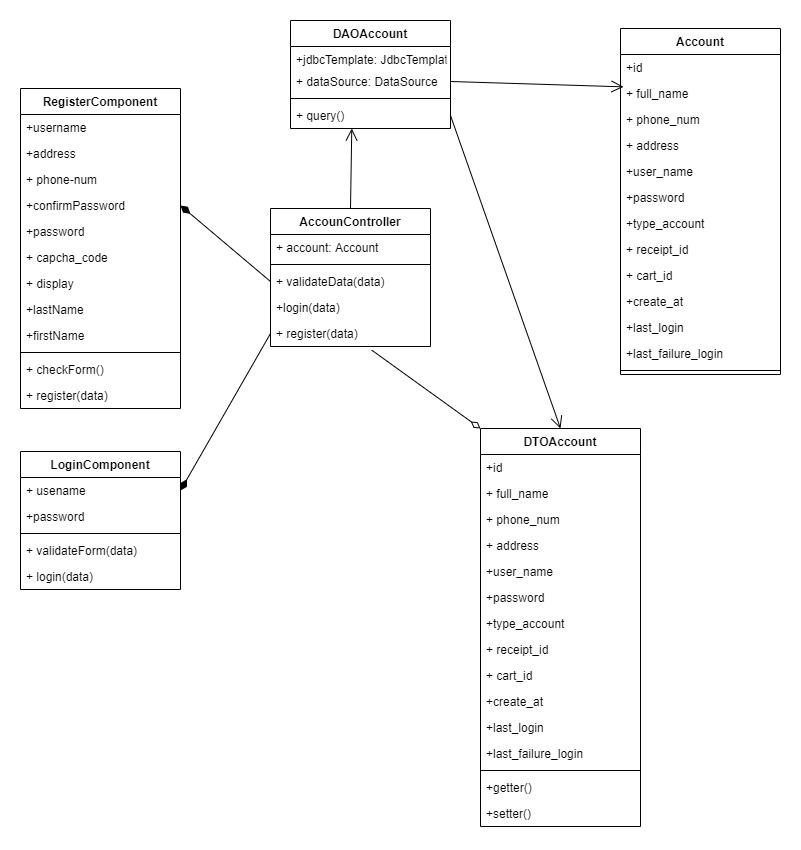 DAOAccount
+jdbcTemplate: JdbcTemplat
+ dataSource: DataSource
+ query()
Account
+id
+ full_name
+ phone_num
+ address
+user_name
+password
+type_account
+ receipt_id
+ cart_id
+create_at
+last_login
+last_failure_login
RegisterComponent
+username
+address
+ phone-num
+confirmPassword
+password
+ capcha_code
+ display
+lastName
+firstName
+ checkForm()
+ register(data)
AccounController
+ account: Account
+ validateData(data)
+login(data)
+ register(data)
LoginComponent
+ usename
+password
+ validateForm(data)
+ login(data)
DTOAccount
+id
+ full_name
+ phone_num
+ address
+user_name
+password
+type_account
+ receipt_id
+ cart_id
+create_at
+last_login
+last_failure_login
+getter()
+setter()